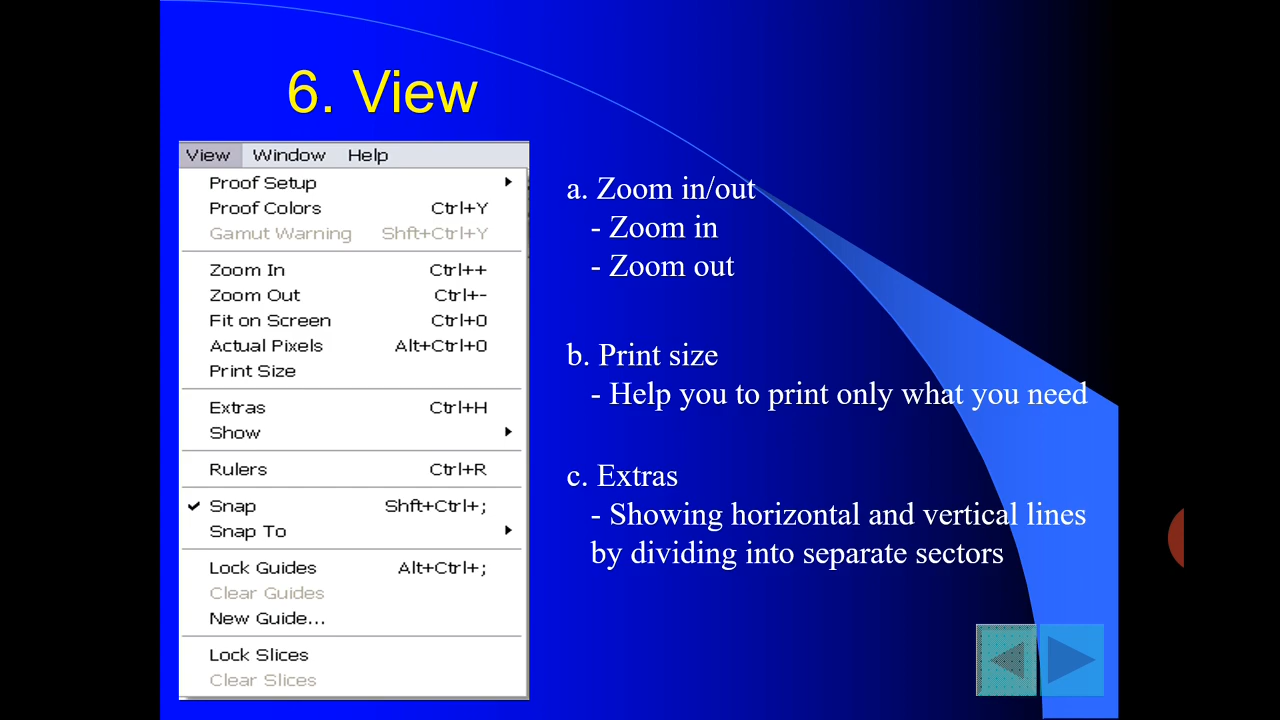 6. View
View Window Help
Proof Setup
Proof Colors Ctrl+Y
Gamut Warning Shft+Ctrl+Y
Zoom In Ctrl++
Zoom Out Ctrl+-
Fit on Screen Ctrl+0
Actual Pixels Alt+Ctrl+0
Print Size
Extras Ctrl+H
Show
Rulers Ctrl+R
Snap Shft+Ctrl+;
Snap To
Lock Guides Alt+Ctrl+;
Clear Guides
New Guide...
Lock Slices
Clear Slices
a. Zoom in/out
- Zoom in
- Zoom out
b. Print size
- Help you to print only what you need
c. Extras
- Showing horizontal and vertical lines
by dividing into separate sectors